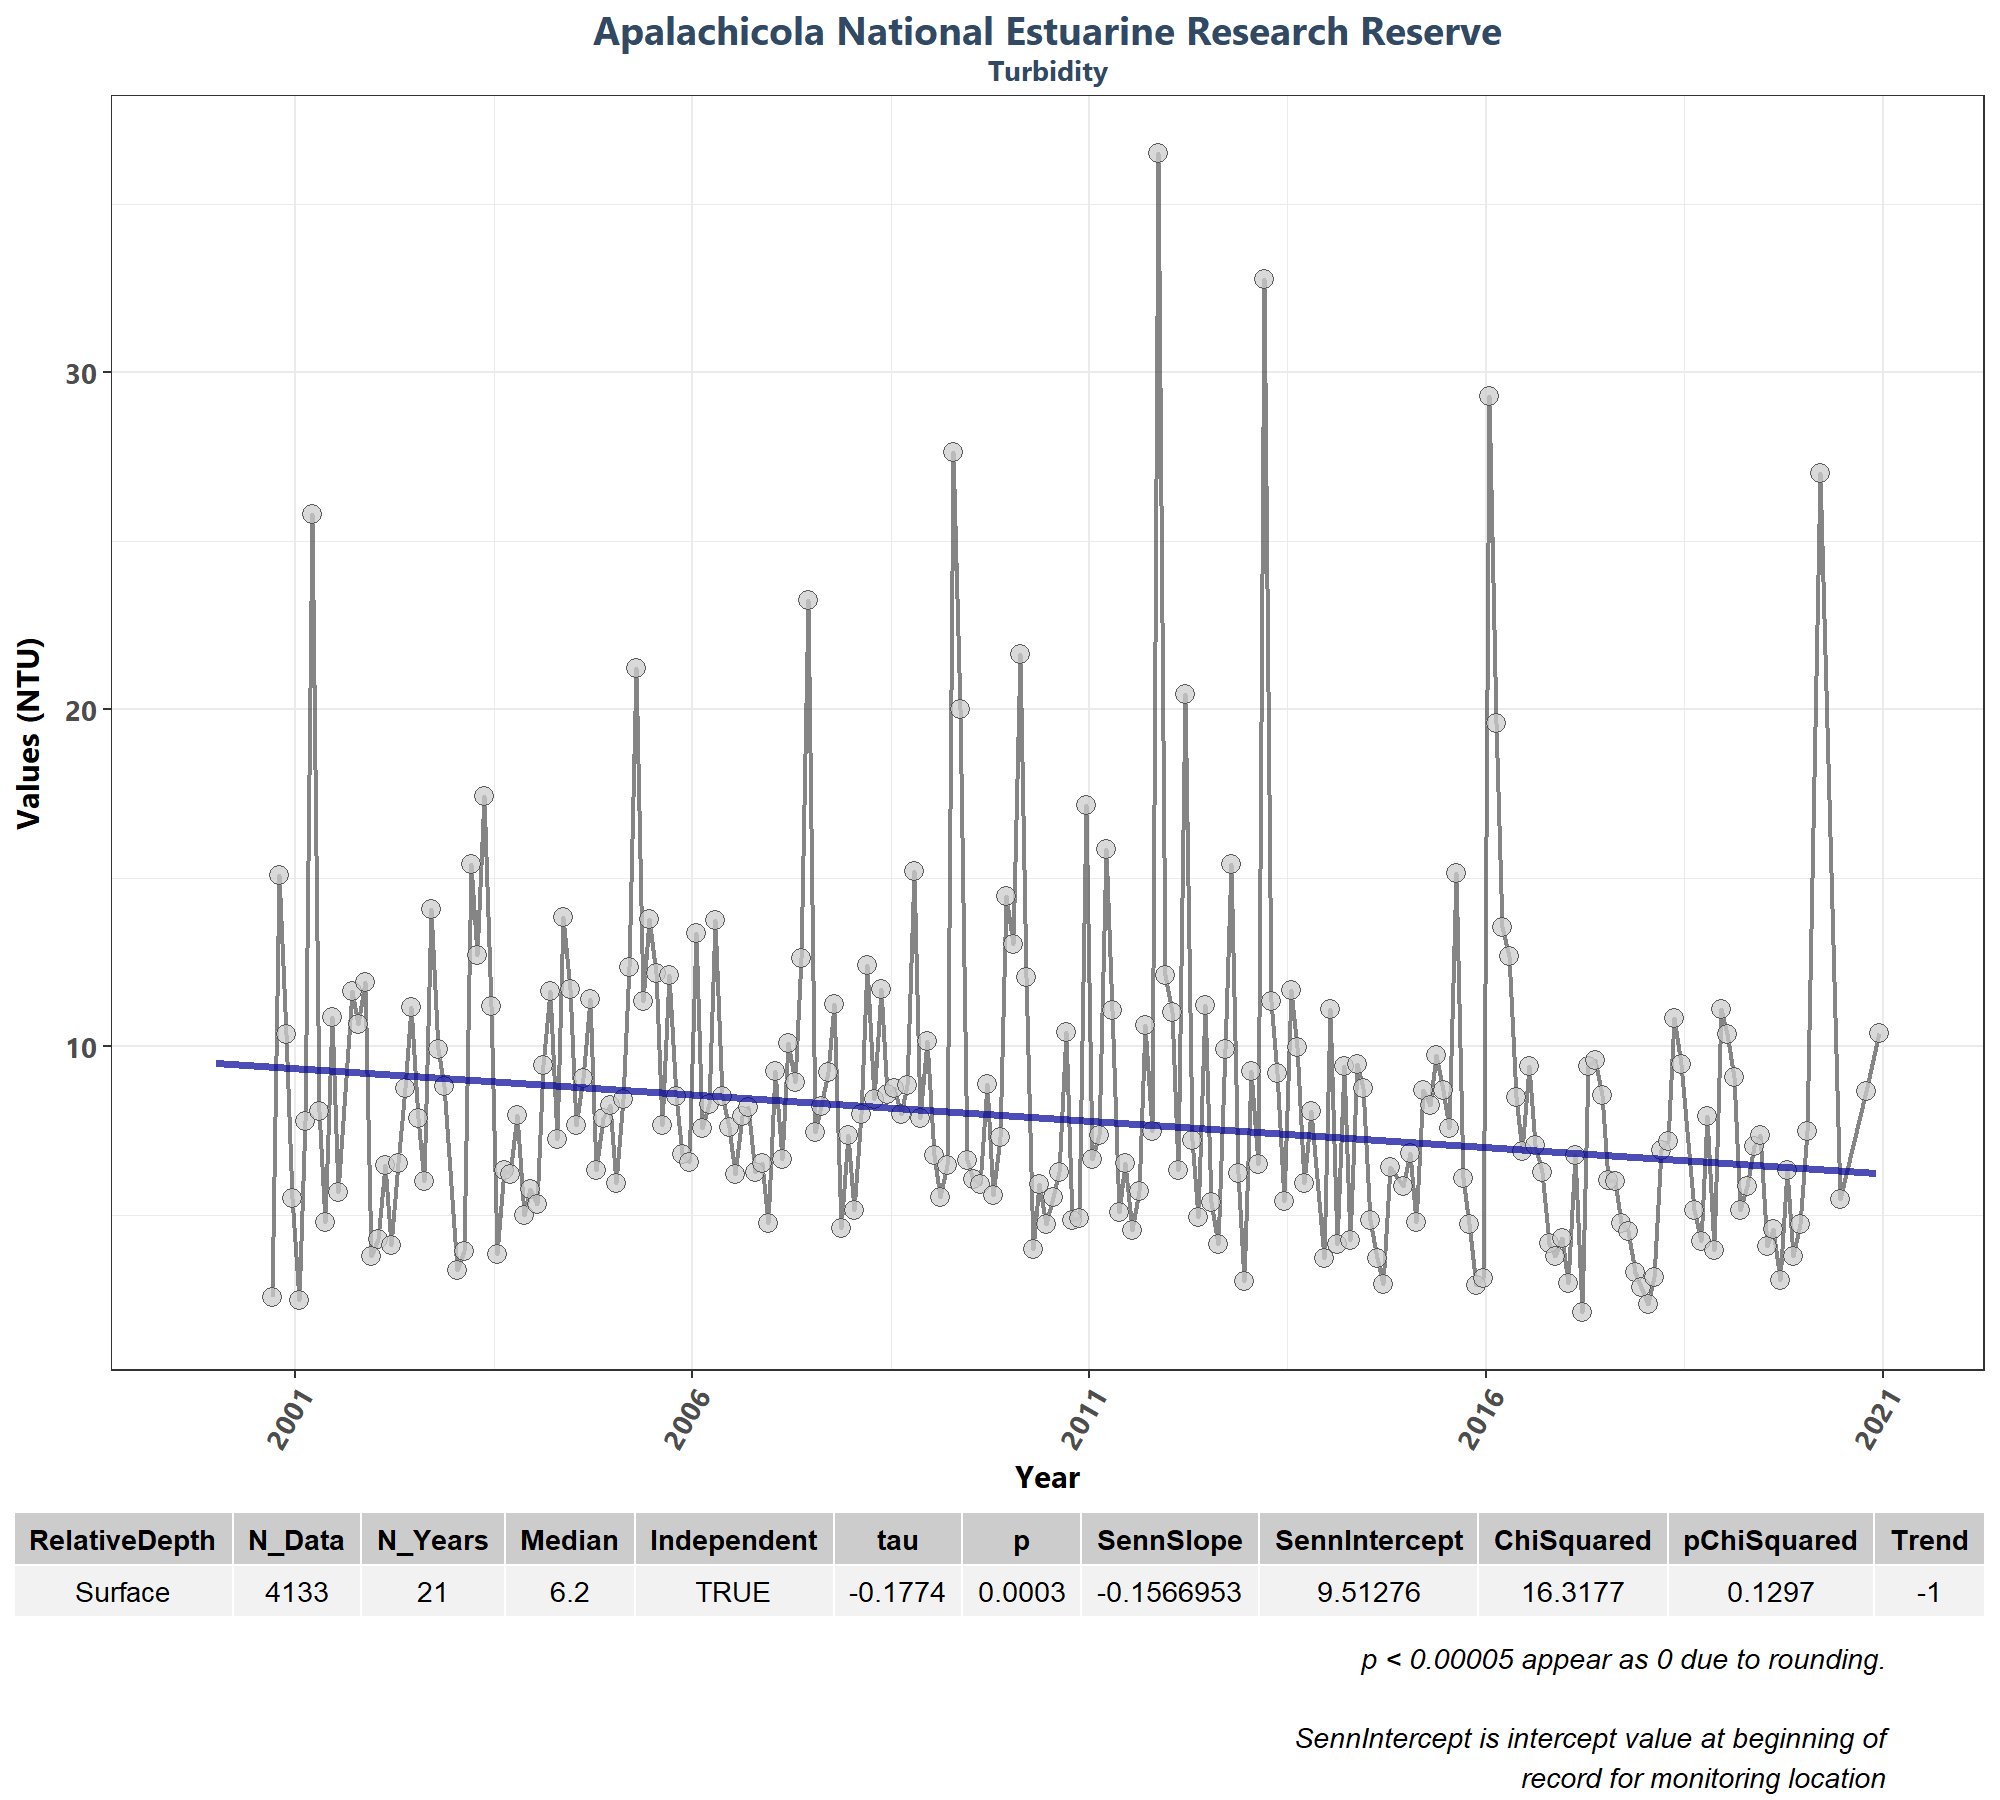 Apalachicola National Estuarine Research Reserve
Turbidity
Values (NTU)
30
20
10
2001
2006
2011
2016
2021
Year
RelativeDepth N_Data N_Years Median Independent tau p SennSlope SennIntercept ChiSquared pChiSquared Trend
Surface 4133 21 6.2 TRUE -0.1774 0.0003 -0.1566953 9.51276 16.3177 0.1297 -1
p < 0.00005 appear as 0 due to rounding.
SennIntercept is intercept value at beginning of
record for monitoring location